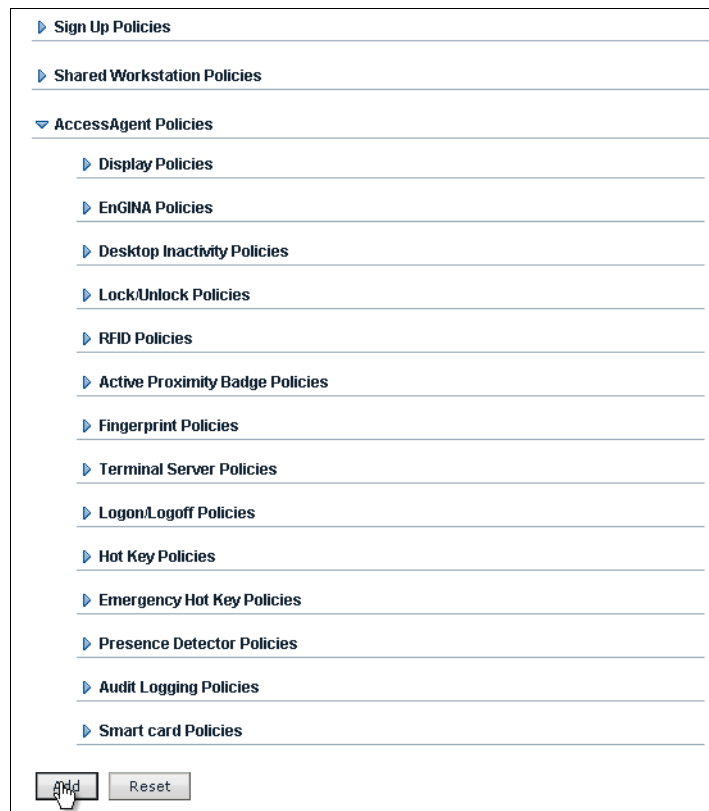 Sign Up Policies
Shared Workstation Policies
AccessAgent Policies
Display Policies
EnGINA Policies
Desktop Inactivity Policies
Lock/Unlock Policies
RFID Policies
Active Proximity Badge Policies
Fingerprint Policies
Terminal Server Policies
Logon/Logoff Policies
Hot Key Policies
Emergency Hot Key Policies
Presence Detector Policies
Audit Logging Policies
Smart card Policies
Add Reset